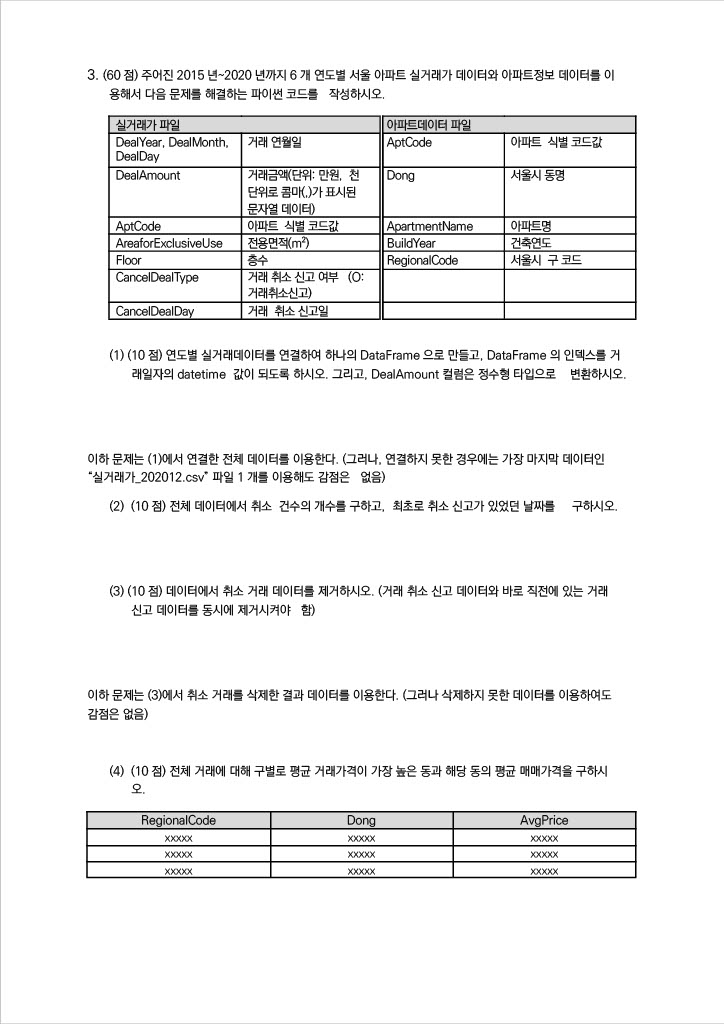 3. (60 점) 주어진 2015 년~2020 년까지 6 개 연도별 서울 아파트 실거래가 데이터와 아파트정보 데이터를 이
용해서 다음 문제를 해결하는 파이썬 코드를 작성하시오.
실거래가 파일 아파트데이터 파일
DealYear, DealMonth, DealDay 거래 연월일 AptCode 아파트 식별 코드값
DealAmount 거래금액(단위: 만원, 천 단위로 콤마(,)가 표시된 문자열 데이터) Dong 서울시 동명
AptCode 아파트 식별 코드값 ApartmentName 아파트명
AreaforExclusiveUse 전용면적(m²) BuildYear 건축연도
Floor 층수 RegionalCode 서울시 구 코드
CancelDealType 거래 취소 신고 여부 (O: 거래취소신고)
CancelDealDay 거래 취소 신고일
(1) (10 점) 연도별 실거래데이터를 연결하여 하나의 DataFrame 으로 만들고, DataFrame 의 인덱스를 거
래일자의 datetime 값이 되도록 하시오. 그리고, DealAmount 컬럼은 정수형 타입으로 변환하시오.
이하 문제는 (1)에서 연결한 전체 데이터를 이용한다. (그러나, 연결하지 못한 경우에는 가장 마지막 데이터인
“실거래가_202012.csv” 파일 1 개를 이용해도 감점은 없음)
(2) (10 점) 전체 데이터에서 취소 건수의 개수를 구하고, 최초로 취소 신고가 있었던 날짜를 구하시오.
(3) (10 점) 데이터에서 취소 거래 데이터를 제거하시오. (거래 취소 신고 데이터와 바로 직전에 있는 거래
신고 데이터를 동시에 제거시켜야 함)
이하 문제는 (3)에서 취소 거래를 삭제한 결과 데이터를 이용한다. (그러나 삭제하지 못한 데이터를 이용하여도
감점은 없음)
(4) (10 점) 전체 거래에 대해 구별로 평균 거래가격이 가장 높은 동과 해당 동의 평균 매매가격을 구하시
오.
RegionalCode Dong AvgPrice
xxxxx xxxxx xxxxx
xxxxx xxxxx xxxxx
xxxxx xxxxx xxxxx